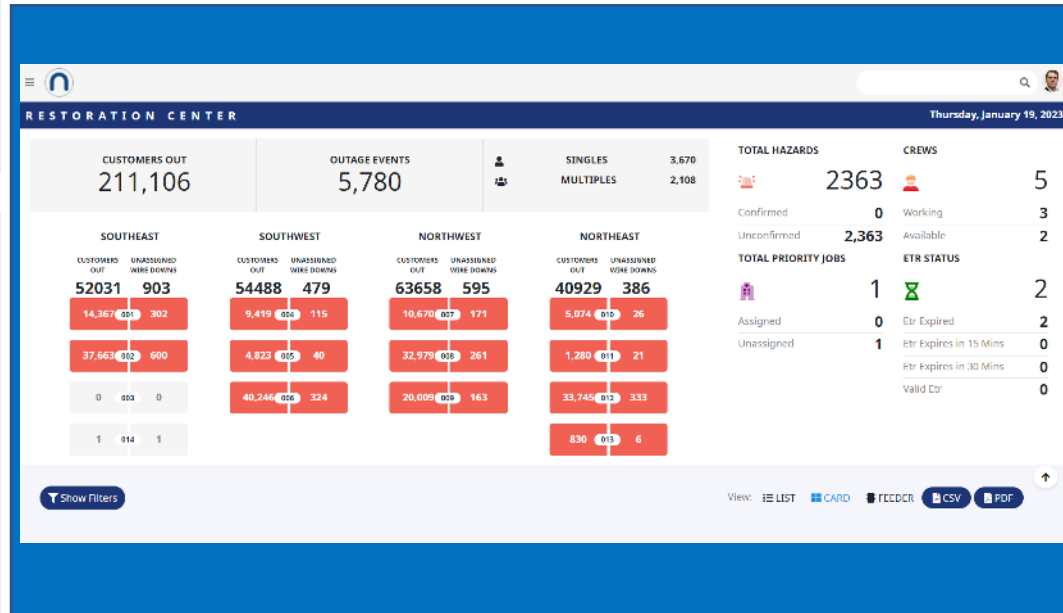 RESTORATION CENTER
Thursday, January 19, 2023
CUSTOMERS OUT
211,106
OUTAGE EVENTS
5,780
SINGLES 3,670
MULTIPLES 2,108
TOTAL HAZARDS
2363
Confirmed 0
Unconfirmed 2,363
CREWS
5
Working 3
Available 2
TOTAL PRIORITY JOBS
1
Assigned 0
Unassigned 1
ETR STATUS
2
Etr Expired 2
Etr Expires in 15 Mins 0
Etr Expires in 30 Mins 0
Valid Etr 0
SOUTHEAST
CUSTOMERS OUT UNASSIGNED WIRE DOWNS
52031 903
14,367 001 302
37,663 002 600
0 003 0
1 014 1
SOUTHWEST
CUSTOMERS OUT UNASSIGNED WIRE DOWNS
54488 479
9,419 004 115
4,823 005 40
40,246 006 324
NORTHWEST
CUSTOMERS OUT UNASSIGNED WIRE DOWNS
63658 595
10,670 007 171
32,979 008 261
20,009 009 163
NORTHEAST
CUSTOMERS OUT UNASSIGNED WIRE DOWNS
40929 386
5,074 010 26
1,280 011 21
33,745 012 333
830 013 6
Show Filters
View: LIST CARD FEEDER CSV PDF